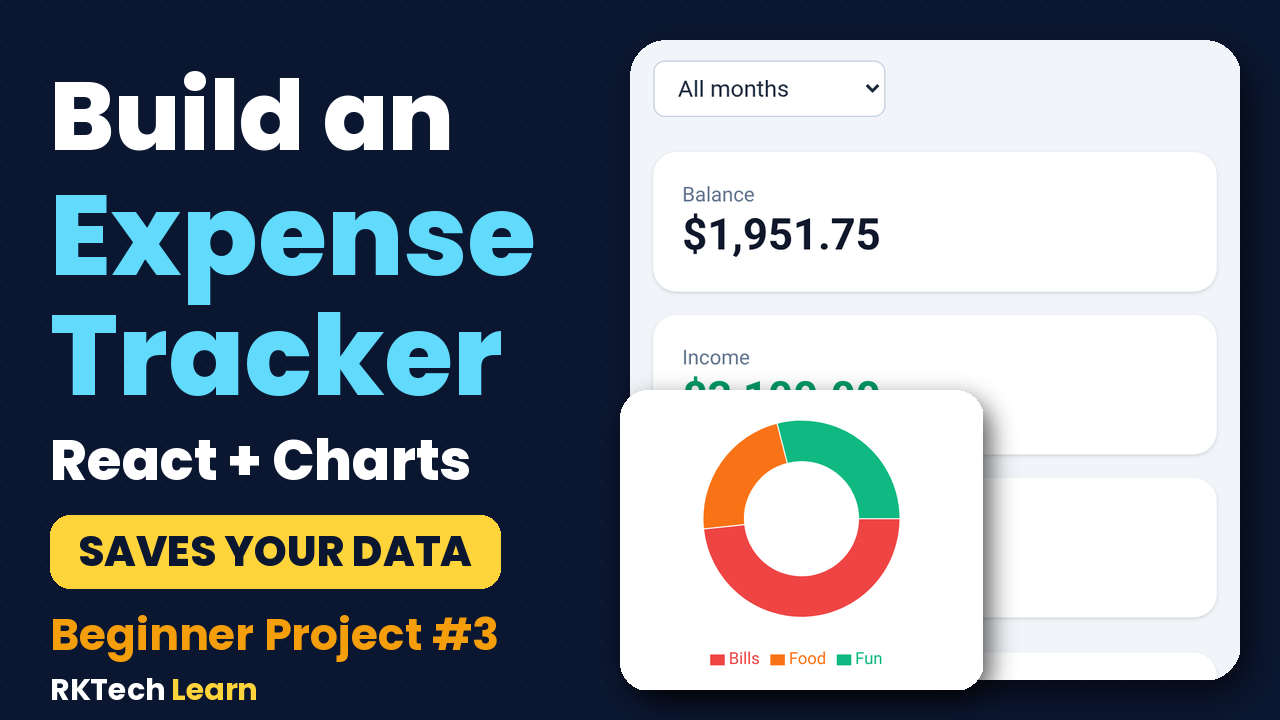 Build an
Expense
Tracker
React + Charts
SAVES YOUR DATA
Beginner Project #3
RKTech Learn
All months
Balance
$1,951.75
Income
Bills Food Fun